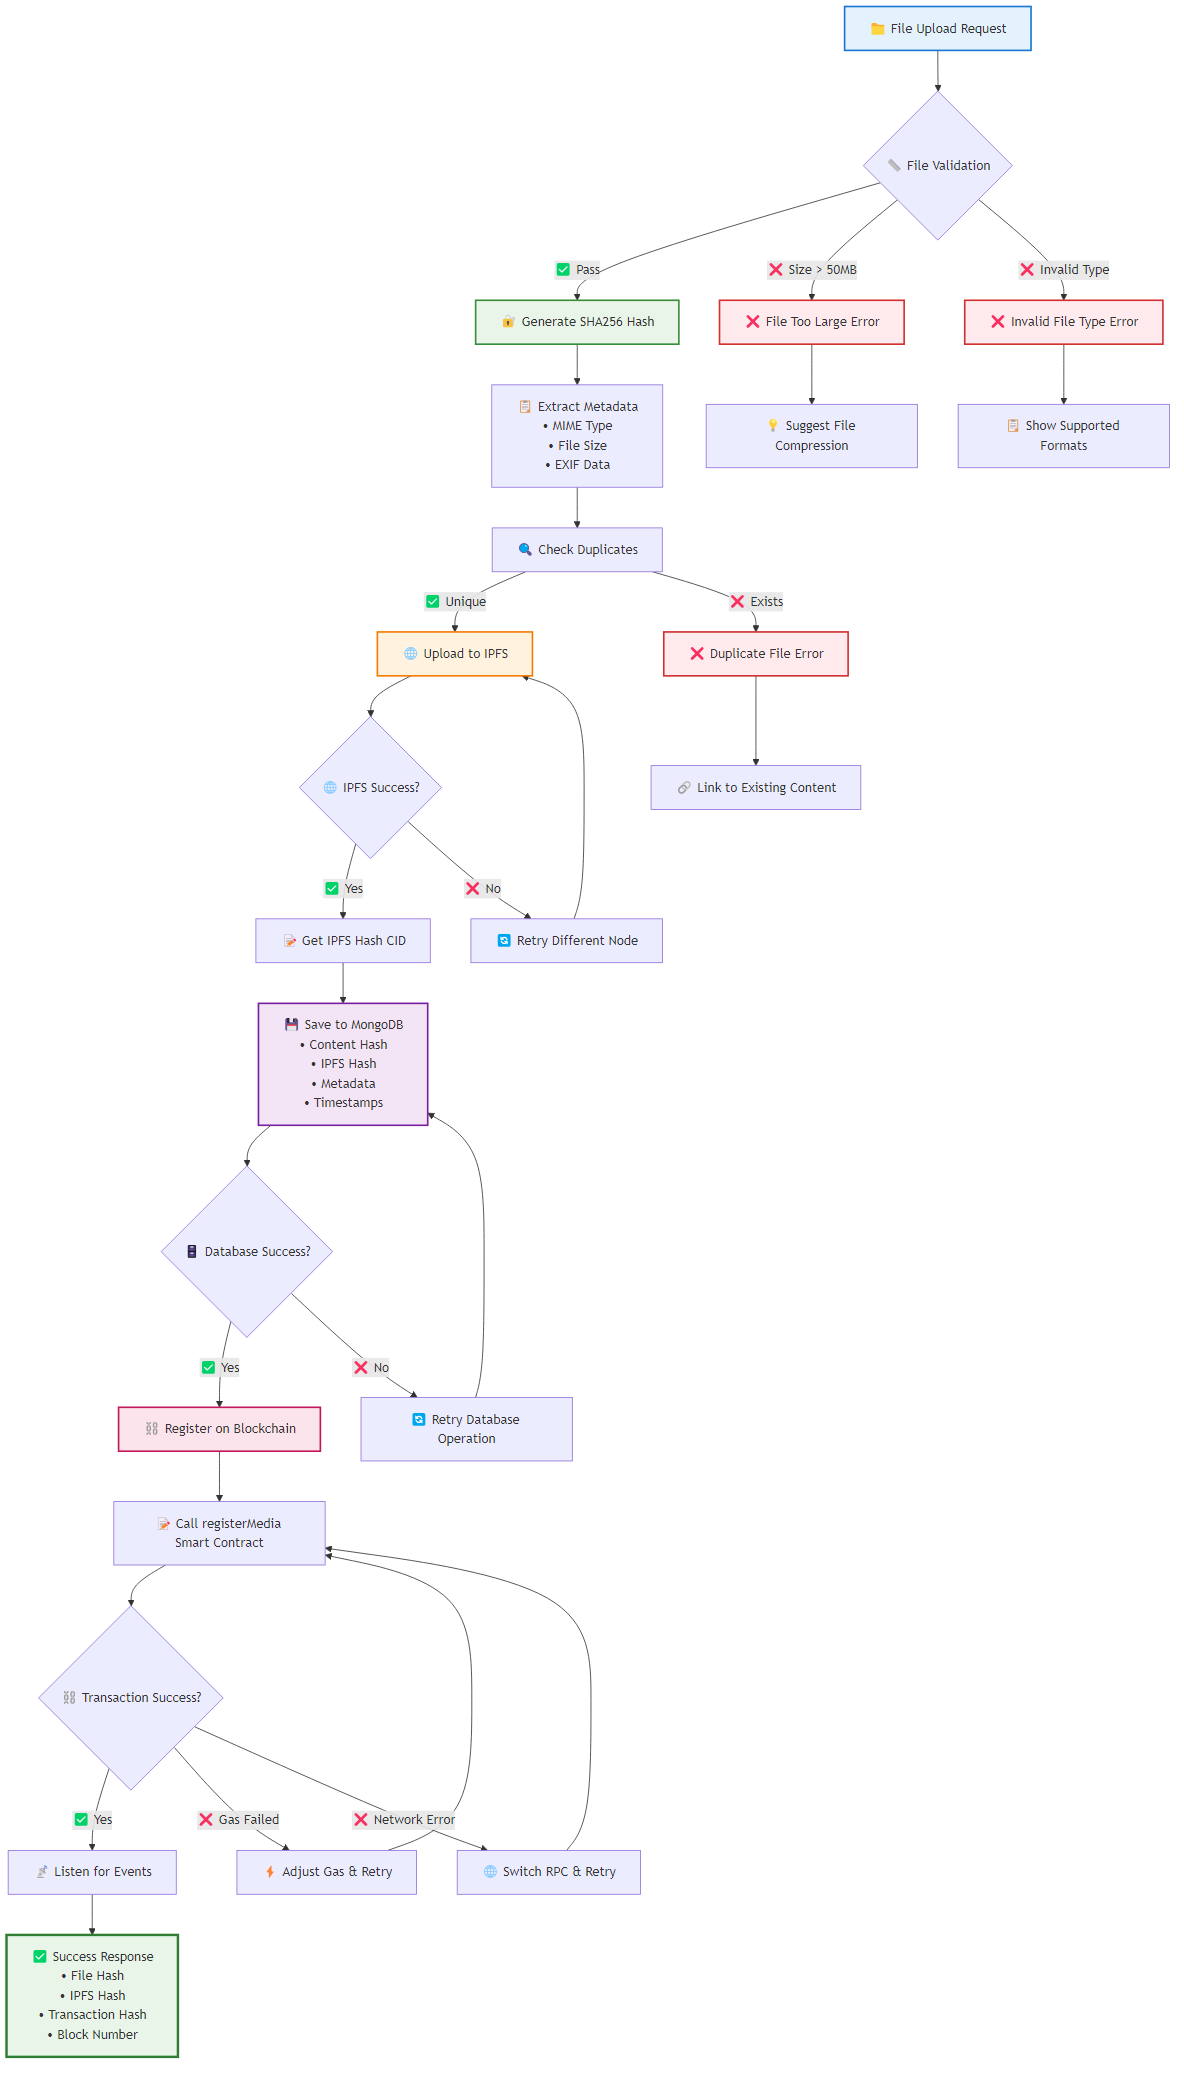 📁 File Upload Request
📏 File Validation
✅ Pass
❌ Size > 50MB
❌ Invalid Type
🔐 Generate SHA256 Hash
❌ File Too Large Error
❌ Invalid File Type Error
📋 Extract Metadata
• MIME Type
• File Size
• EXIF Data
💡 Suggest File
Compression
📋 Show Supported
Formats
🔍 Check Duplicates
✅ Unique
❌ Exists
🌐 Upload to IPFS
❌ Duplicate File Error
🌐 IPFS Success?
🔗 Link to Existing Content
✅ Yes
❌ No
📝 Get IPFS Hash CID
🔄 Retry Different Node
💾 Save to MongoDB
• Content Hash
• IPFS Hash
• Metadata
• Timestamps
🗄️ Database Success?
✅ Yes
❌ No
⛓️ Register on Blockchain
🔄 Retry Database
Operation
📝 Call registerMedia
Smart Contract
⛓️ Transaction Success?
✅ Yes
❌ Gas Failed
❌ Network Error
📡 Listen for Events
⚡ Adjust Gas & Retry
🌐 Switch RPC & Retry
✅ Success Response
• File Hash
• IPFS Hash
• Transaction Hash
• Block Number